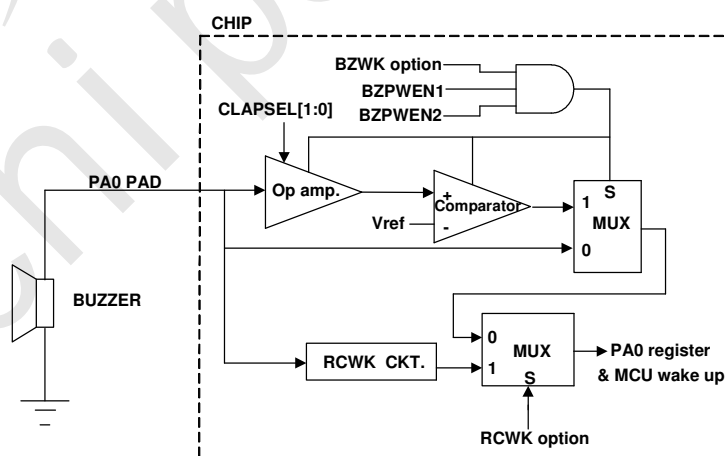 CHIP
BZWK option
BZPWEN1
BZPWEN2
CLAPSEL[1:0]
PA0 PAD
Op amp.
+
Comparator
-
Vref
S
1
MUX
0
BUZZER
RCWK CKT.
0
MUX
1
S
PA0 register
& MCU wake up
RCWK option